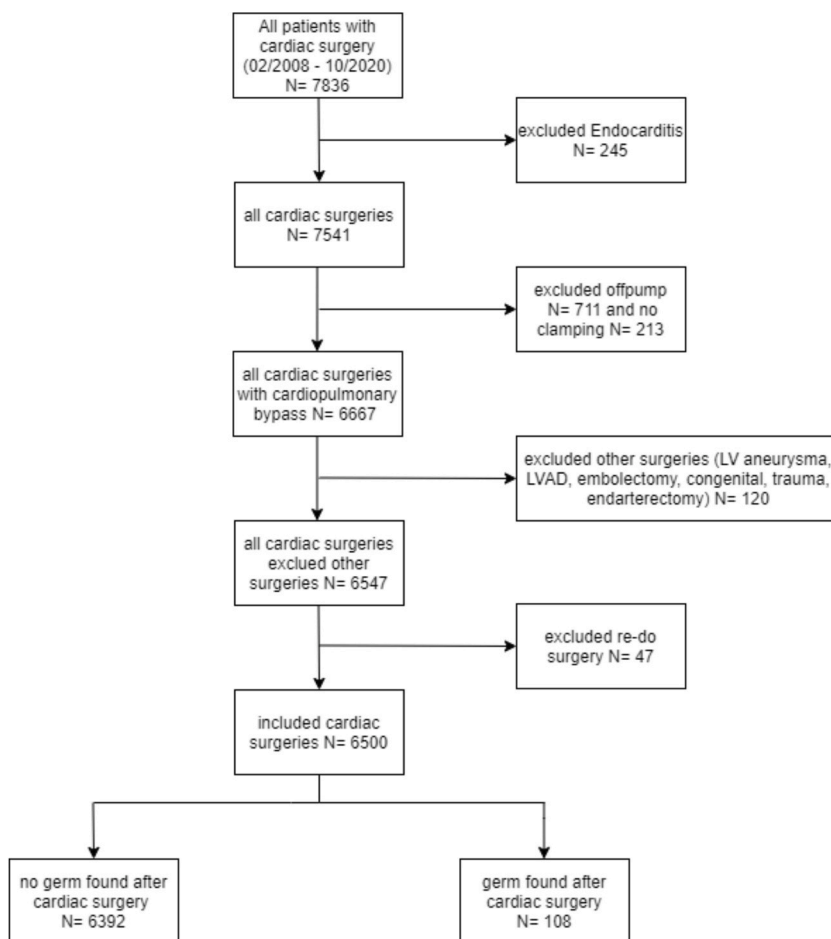 All patients with
cardiac surgery
(02/2008 - 10/2020)
N= 7836
excluded Endocarditis
N= 245
all cardiac surgeries
N= 7541
excluded offpump
N= 711 and no
clamping N= 213
all cardiac surgeries
with cardiopulmonary
bypass N= 6667
excluded other surgeries (LV aneurysma,
LVAD, embolectomy, congenital, trauma,
endarterectomy) N= 120
all cardiac surgeries
exclued other
surgeries N= 6547
excluded re-do
surgery N= 47
included cardiac
surgeries N= 6500
no germ found after
cardiac surgery
N= 6392
germ found after
cardiac surgery
N= 108